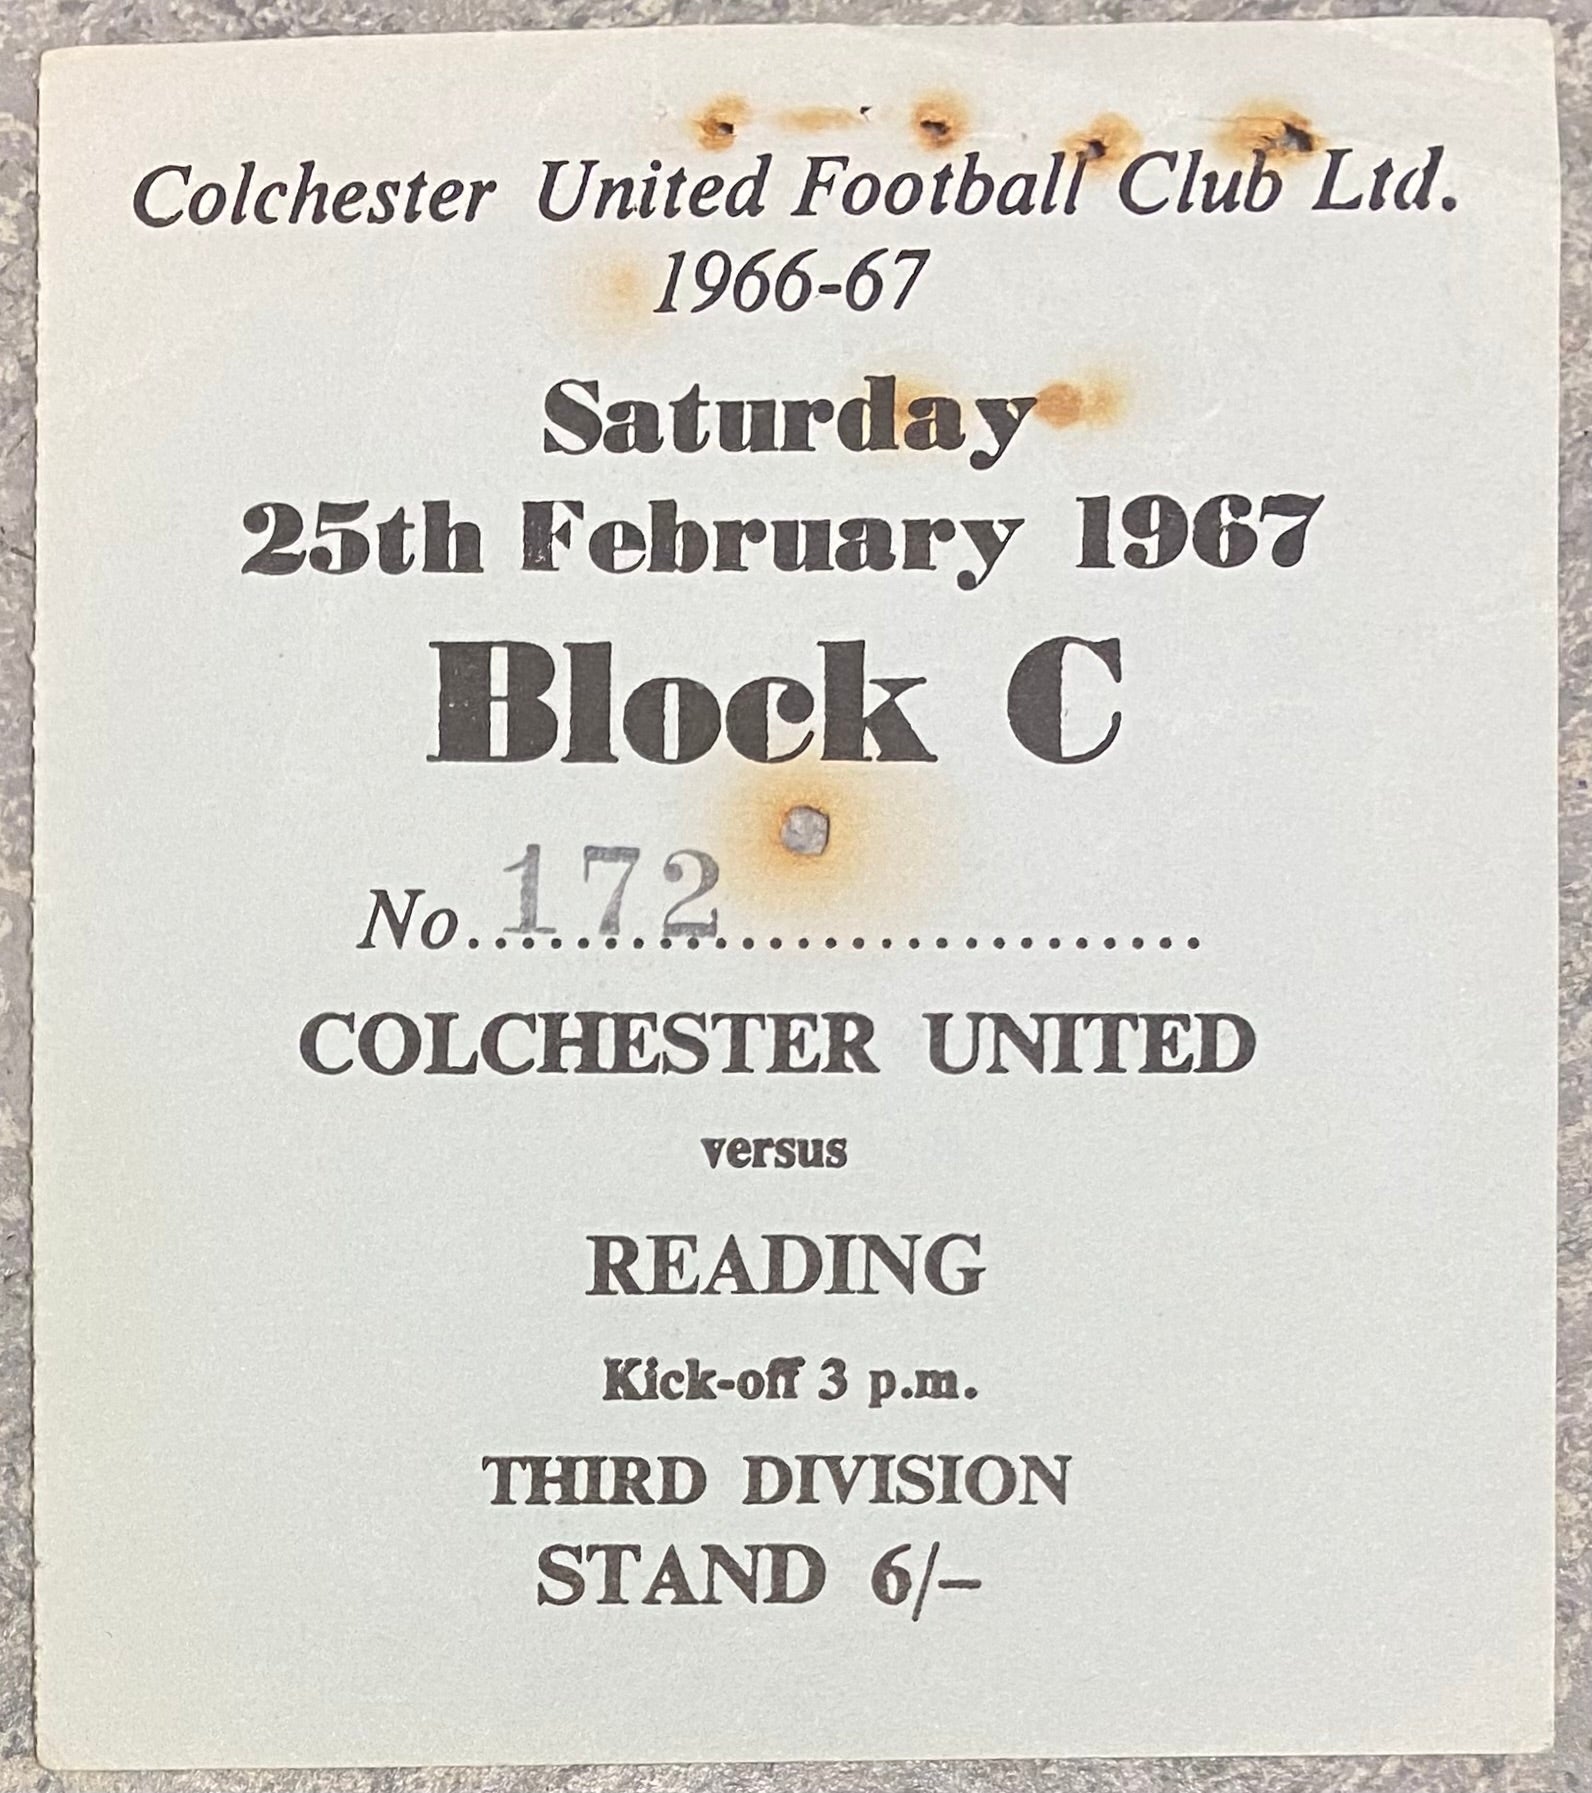 Colchester United Football Club Ltd.
1966-67
Saturday
25th February 1967
Block C
No. 172..............................
COLCHESTER UNITED
versus
READING
Kick-off 3 p.m.
THIRD DIVISION
STAND 6/–